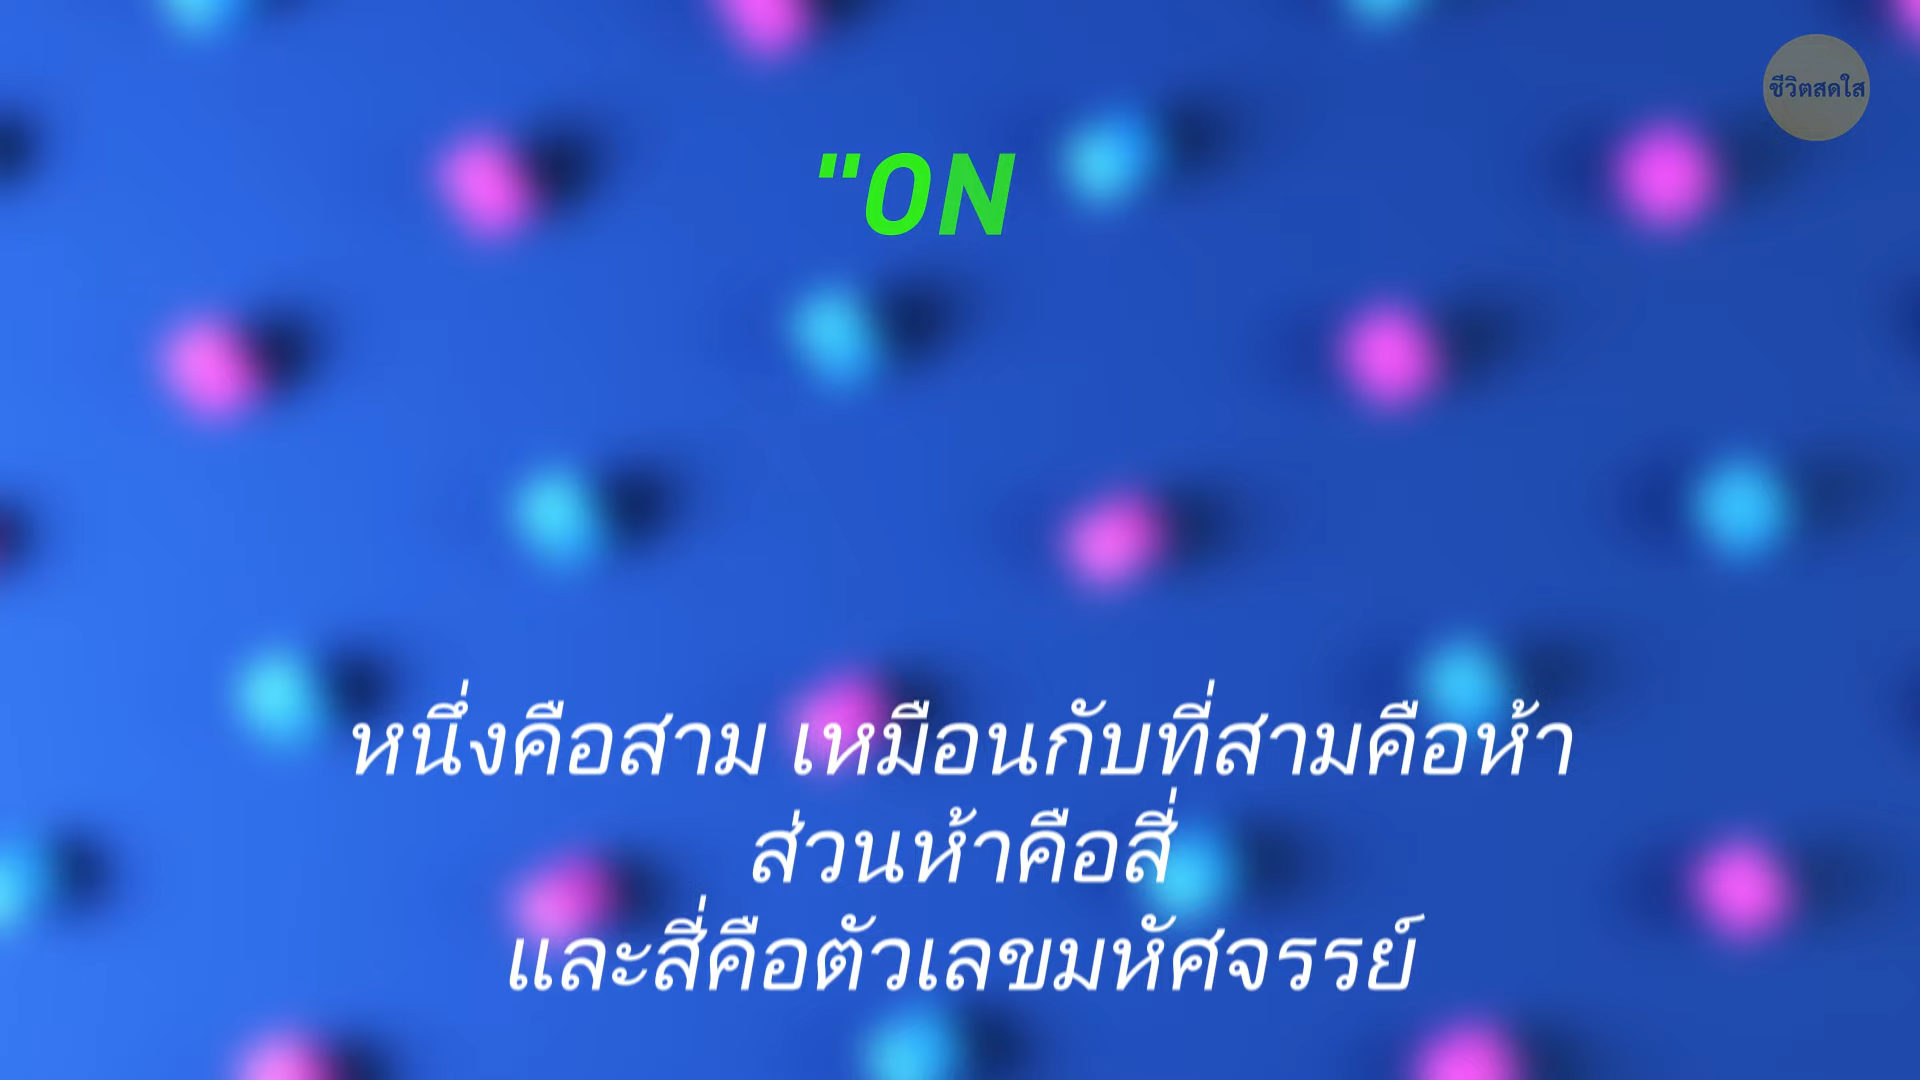 ชีวิตสดใส
"ON
หนึ่งคือสาม เหมือนกับที่สามคือห้า
ส่วนห้าคือสี่
และสี่คือตัวเลขมหัศจรรย์